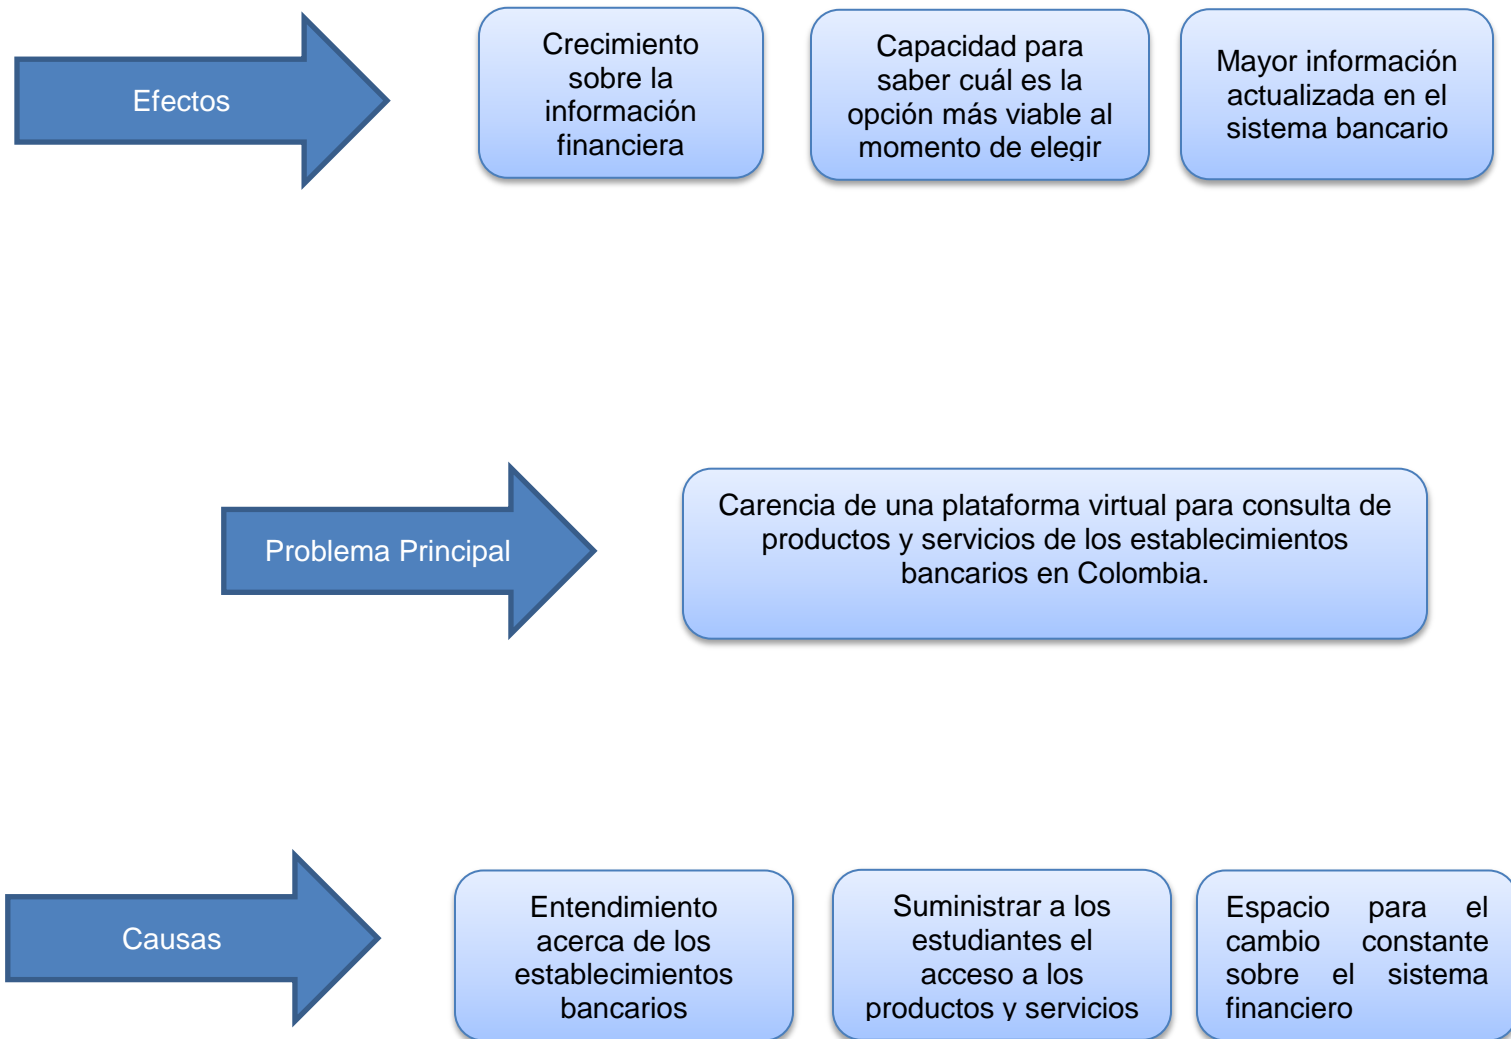 Efectos
Crecimiento
sobre la
información
financiera
Capacidad para
saber cuál es la
opción más viable al
momento de elegir
Mayor información
actualizada en el
sistema bancario
Problema Principal
Carencia de una plataforma virtual para consulta de
productos y servicios de los establecimientos
bancarios en Colombia.
Causas
Entendimiento
acerca de los
establecimientos
bancarios
Suministrar a los
estudiantes el
acceso a los
productos y servicios
Espacio para el
cambio constante
sobre el sistema
financiero